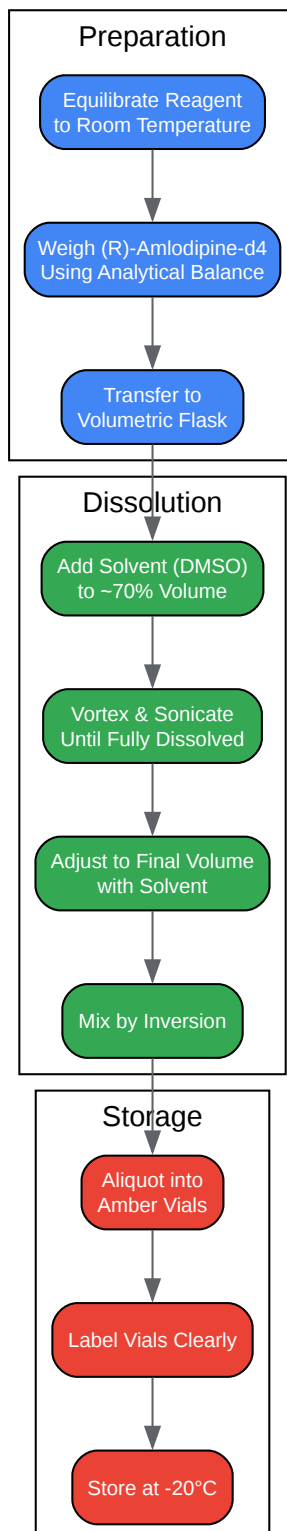 Preparation
Equilibrate Reagent
to Room Temperature
Weigh (R)-Amlodipine-d4
Using Analytical Balance
Transfer to
Volumetric Flask
Dissolution
Add Solvent (DMSO)
to ~70% Volume
Vortex & Sonicate
Until Fully Dissolved
Adjust to Final Volume
with Solvent
Mix by Inversion
Storage
Aliquot into
Amber Vials
Label Vials Clearly
Store at -20°C